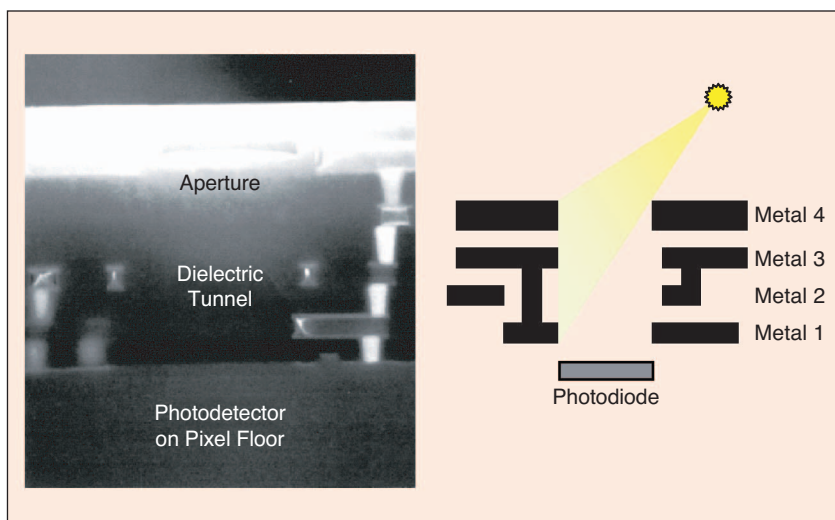 Aperture
Dielectric
Tunnel
Photodetector
on Pixel Floor
Metal 4
Metal 3
Metal 2
Metal 1
Photodiode